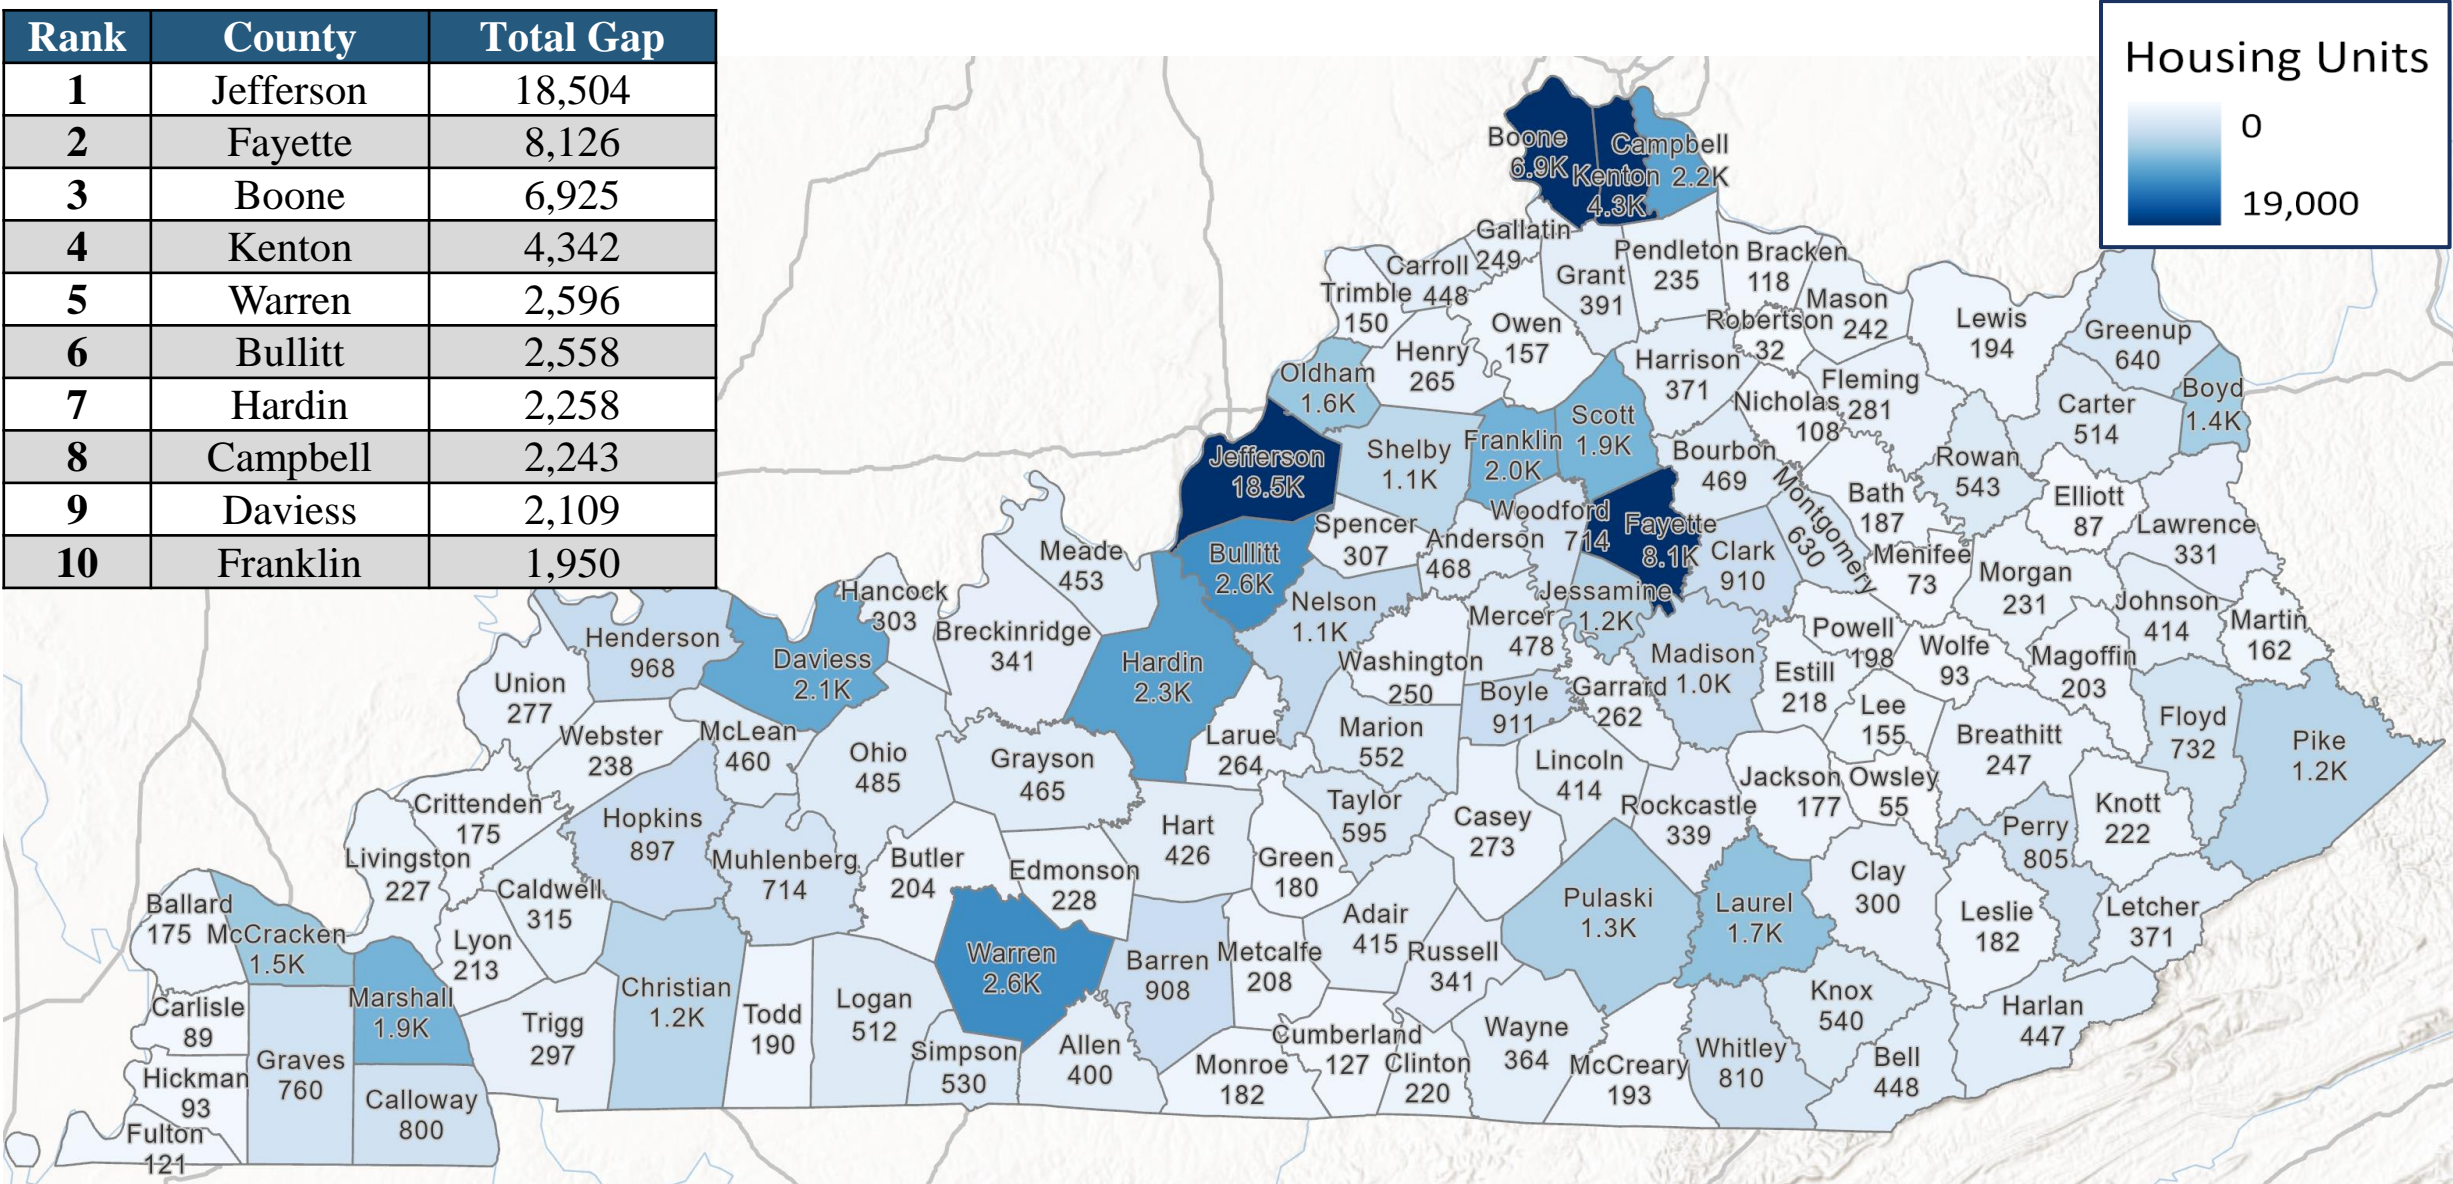 Rank County Total Gap
1 Jefferson 18,504
2 Fayette 8,126
3 Boone 6,925
4 Kenton 4,342
5 Warren 2,596
6 Bullitt 2,558
7 Hardin 2,258
8 Campbell 2,243
9 Daviess 2,109
10 Franklin 1,950
Housing Units
0
19,000
Boone
6.9K
Kenton
4.3K
Campbell
2.2K
Gallatin
249
Carroll
448
Trimble
150
Grant
391
Pendleton
235
Bracken
118
Mason
242
Robertson
32
Lewis
194
Greenup
640
Boyd
1.4K
Carter
514
Owen
157
Henry
265
Oldham
1.6K
Harrison
371
Nicholas
108
Fleming
281
Scott
1.9K
Franklin
2.0K
Shelby
1.1K
Jefferson
18.5K
Bourbon
469
Montgomery
630
Bath
187
Rowan
543
Elliott
87
Lawrence
331
Menifee
73
Morgan
231
Johnson
414
Martin
162
Fayette
8.1K
Woodford
714
Clark
910
Anderson
468
Spencer
307
Bullitt
2.6K
Meade
453
Hancock
303
Breckinridge
341
Hardin
2.3K
Nelson
1.1K
Washington
250
Mercer
478
Jessamine
1.2K
Madison
1.0K
Powell
198
Estill
218
Wolfe
93
Lee
155
Magoffin
203
Floyd
732
Pike
1.2K
Breathitt
247
Knott
222
Perry
805
Owsley
55
Jackson
177
Rockcastle
339
Garrard
262
Boyle
911
Lincoln
414
Marion
552
Larue
264
Taylor
595
Casey
273
Green
180
Hart
426
Grayson
465
Ohio
485
Daviess
2.1K
Henderson
968
Union
277
Webster
238
McLean
460
Hopkins
897
Muhlenberg
714
Butler
204
Edmonson
228
Crittenden
175
Livingston
227
Caldwell
315
Lyon
213
Ballard
175
McCracken
1.5K
Carlisle
89
Hickman
93
Fulton
121
Graves
760
Marshall
1.9K
Calloway
800
Trigg
297
Christian
1.2K
Todd
190
Logan
512
Simpson
530
Warren
2.6K
Allen
400
Barren
908
Metcalfe
208
Monroe
182
Cumberland
127
Clinton
220
Adair
415
Russell
341
Wayne
364
Pulaski
1.3K
McCreary
193
Laurel
1.7K
Whitley
810
Knox
540
Bell
448
Clay
300
Leslie
182
Harlan
447
Letcher
371